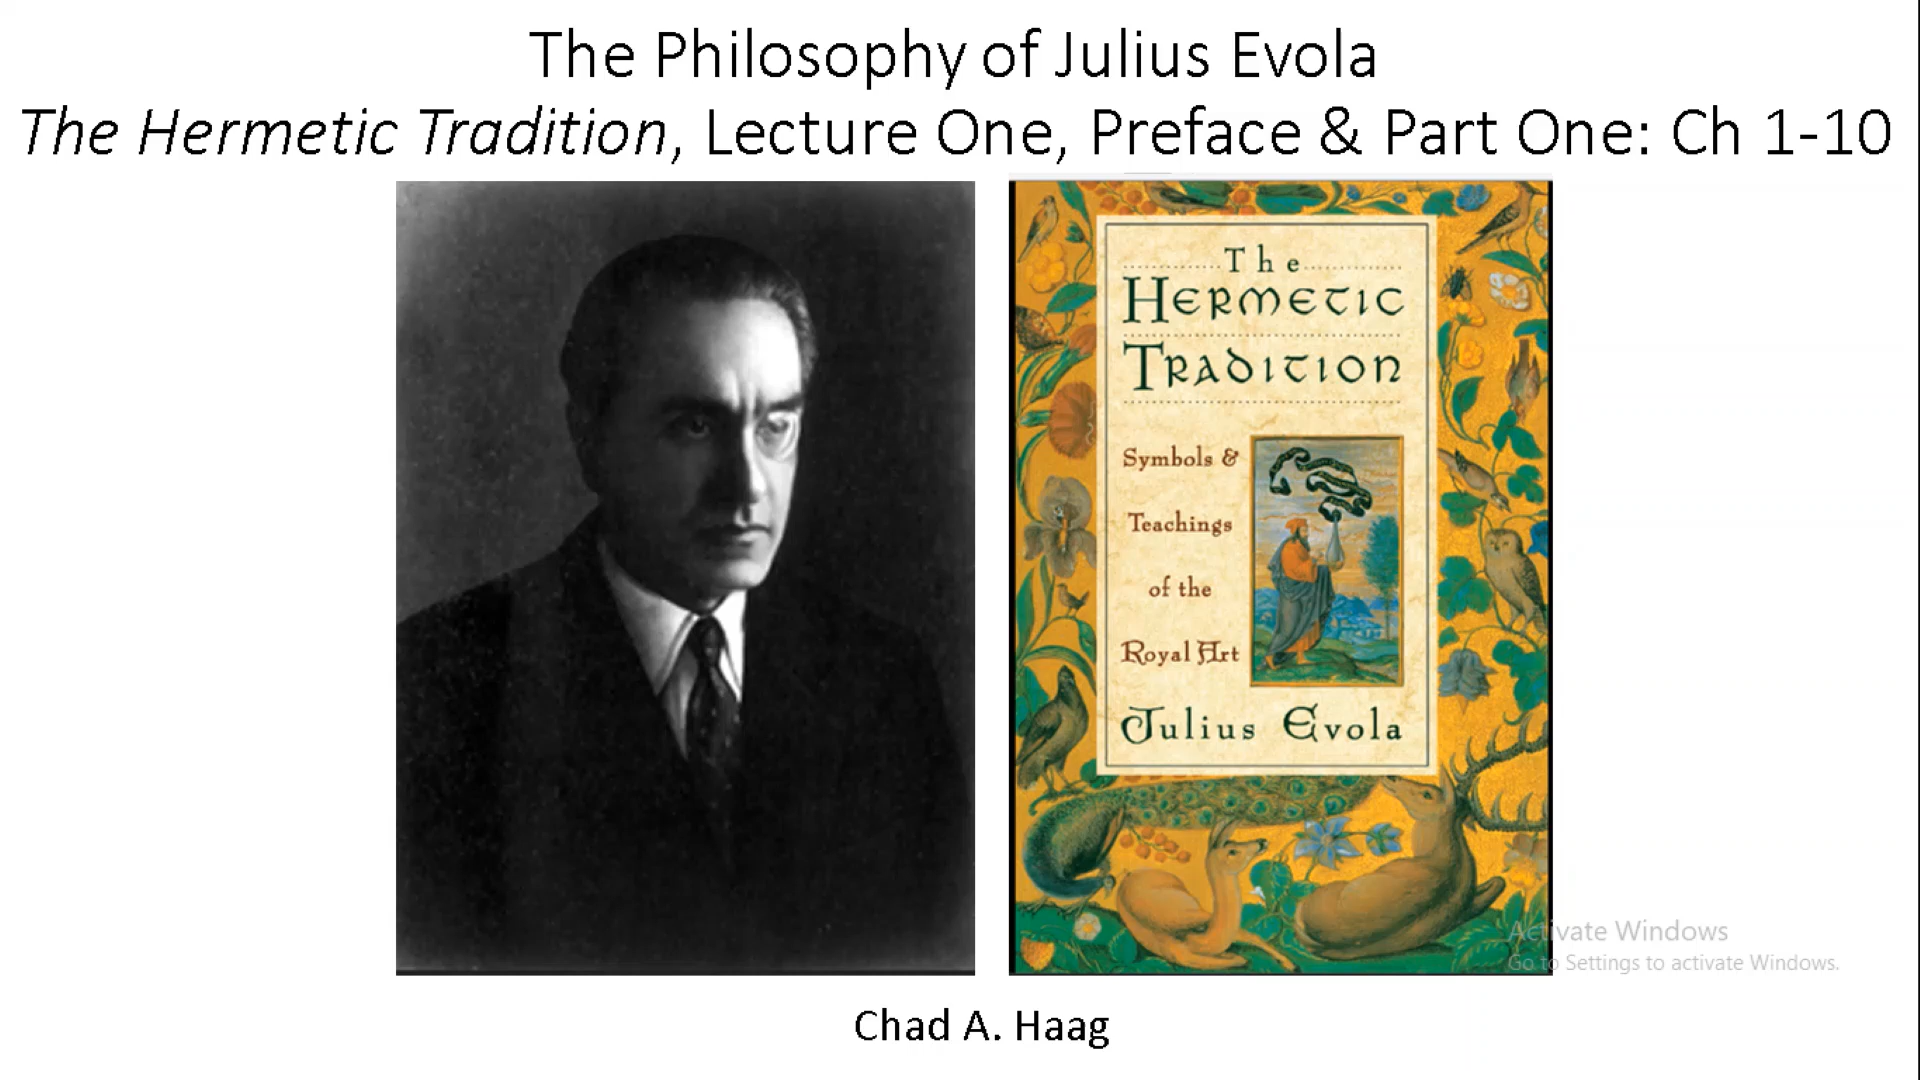 The Philosophy of Julius Evola
The Hermetic Tradition, Lecture One, Preface & Part One: Ch 1-10
The
Hermetic
Tradition
Symbols &
Teachings
of the
Royal Art
Julius Evola
Activate Windows
Go to Settings to activate Windows.
Chad A. Haag